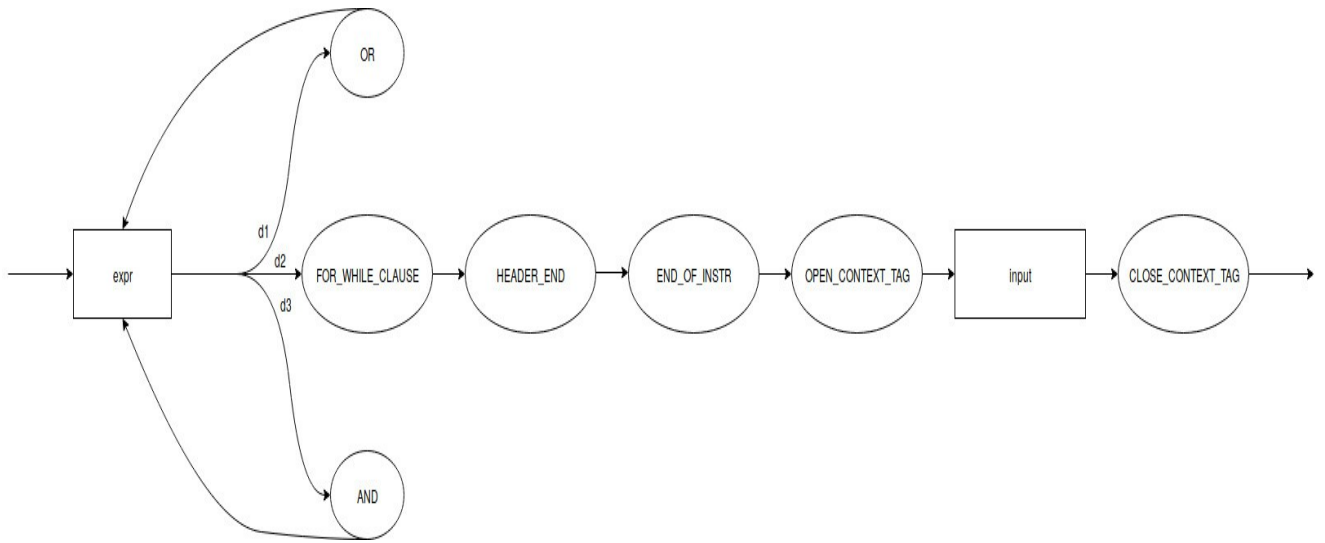 OR
d1
expr
d2
FOR_WHILE_CLAUSE
HEADER_END
END_OF_INSTR
OPEN_CONTEXT_TAG
input
CLOSE_CONTEXT_TAG
d3
AND